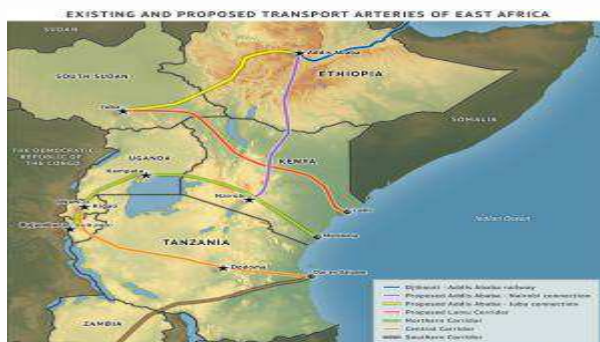 EXISTING AND PROPOSED TRANSPORT ARTERIES OF EAST AFRICA
SUDAN
Addis Ababa
SOUTH SUDAN
ETHIOPIA
Juba
SOMALIA
THE DEMOCRATIC
REPUBLIC OF
THE CONGO
UGANDA
KENYA
Kampala
Kigali
Nairobi
Lamu
Indian Ocean
Bujumbura
Mombasa
TANZANIA
Dodoma
Dar es Salaam
ZAMBIA
Djibouti - Addis Ababa railway
Proposed Addis Ababa - Nairobi connection
Proposed Addis Ababa - Juba connection
Proposed Lamu Corridor
Northern Corridor
Central Corridor
Southern Corridor